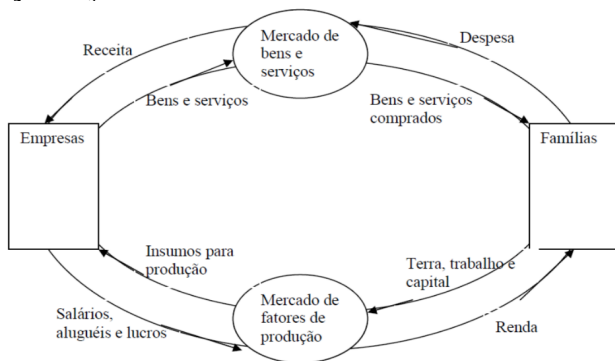 Mercado de
bens e
serviços
Despesa
Receita
Bens e serviços
Bens e serviços
comprados
Empresas
Famílias
Insumos para
produção
Terra, trabalho e
capital
Mercado de
fatores de
produção
Salários,
aluguéis e lucros
Renda